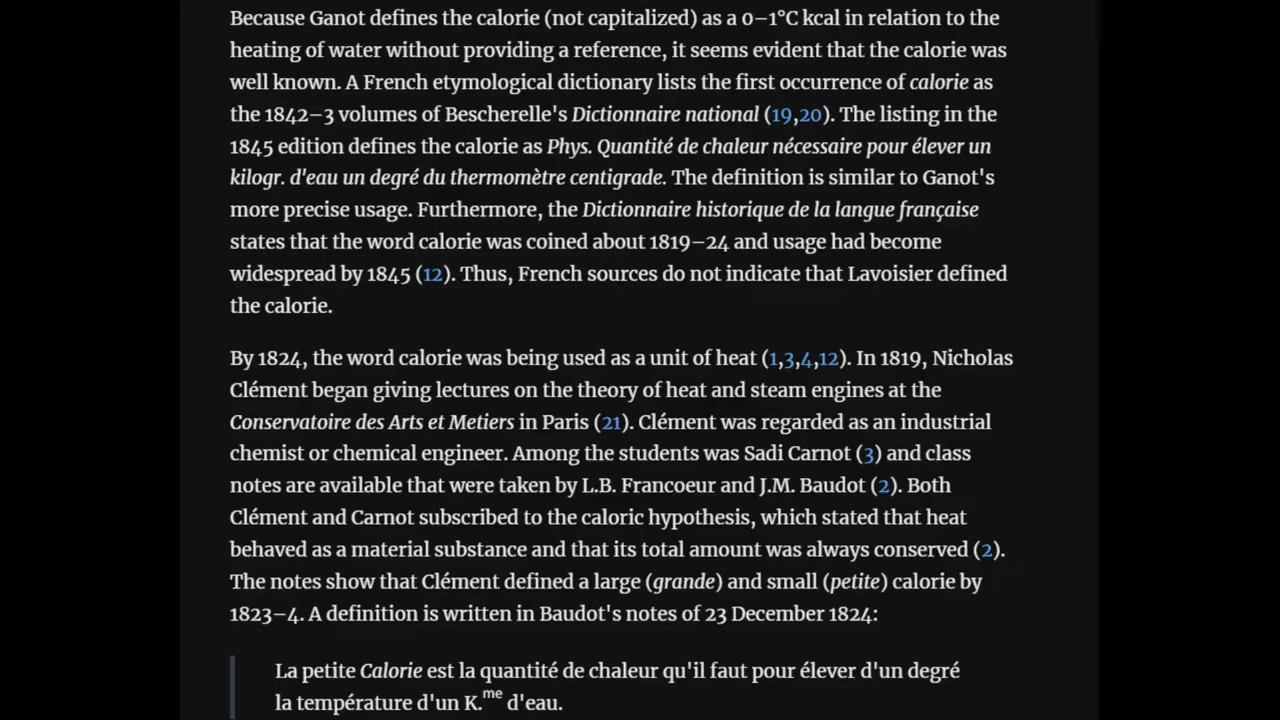 Because Ganot defines the calorie (not capitalized) as a 0–1°C kcal in relation to the
heating of water without providing a reference, it seems evident that the calorie was
well known. A French etymological dictionary lists the first occurrence of calorie as
the 1842–3 volumes of Bescherelle's Dictionnaire national (19,20). The listing in the
1845 edition defines the calorie as Phys. Quantité de chaleur nécessaire pour élever un
kilogr. d'eau un degré du thermomètre centigrade. The definition is similar to Ganot's
more precise usage. Furthermore, the Dictionnaire historique de la langue française
states that the word calorie was coined about 1819–24 and usage had become
widespread by 1845 (12). Thus, French sources do not indicate that Lavoisier defined
the calorie.
By 1824, the word calorie was being used as a unit of heat (1,3,4,12). In 1819, Nicholas
Clément began giving lectures on the theory of heat and steam engines at the
Conservatoire des Arts et Metiers in Paris (21). Clément was regarded as an industrial
chemist or chemical engineer. Among the students was Sadi Carnot (3) and class
notes are available that were taken by L.B. Francoeur and J.M. Baudot (2). Both
Clément and Carnot subscribed to the caloric hypothesis, which stated that heat
behaved as a material substance and that its total amount was always conserved (2).
The notes show that Clément defined a large (grande) and small (petite) calorie by
1823–4. A definition is written in Baudot's notes of 23 December 1824:
La petite Calorie est la quantité de chaleur qu'il faut pour élever d'un degré
la température d'un K.me d'eau.